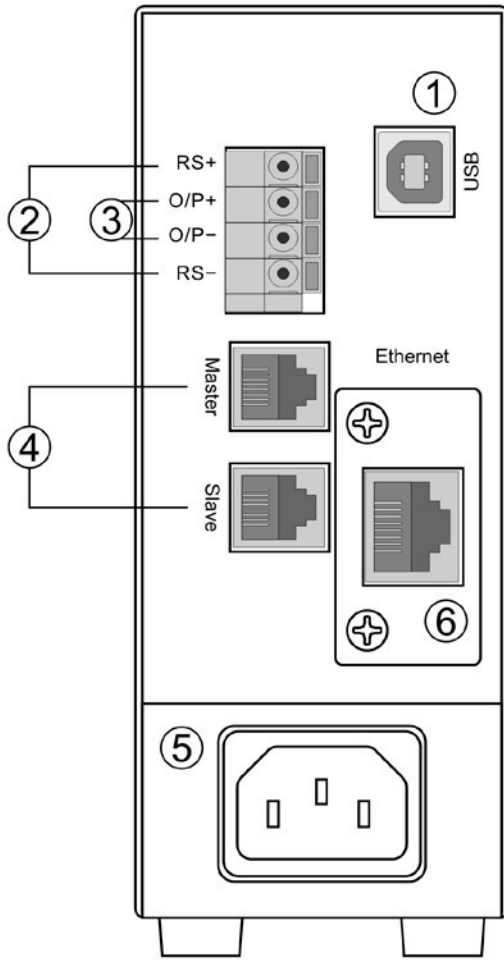 ①
USB
RS+
O/P+
O/P−
RS−
②
③
Ethernet
Master
Slave
④
⑥
⑤